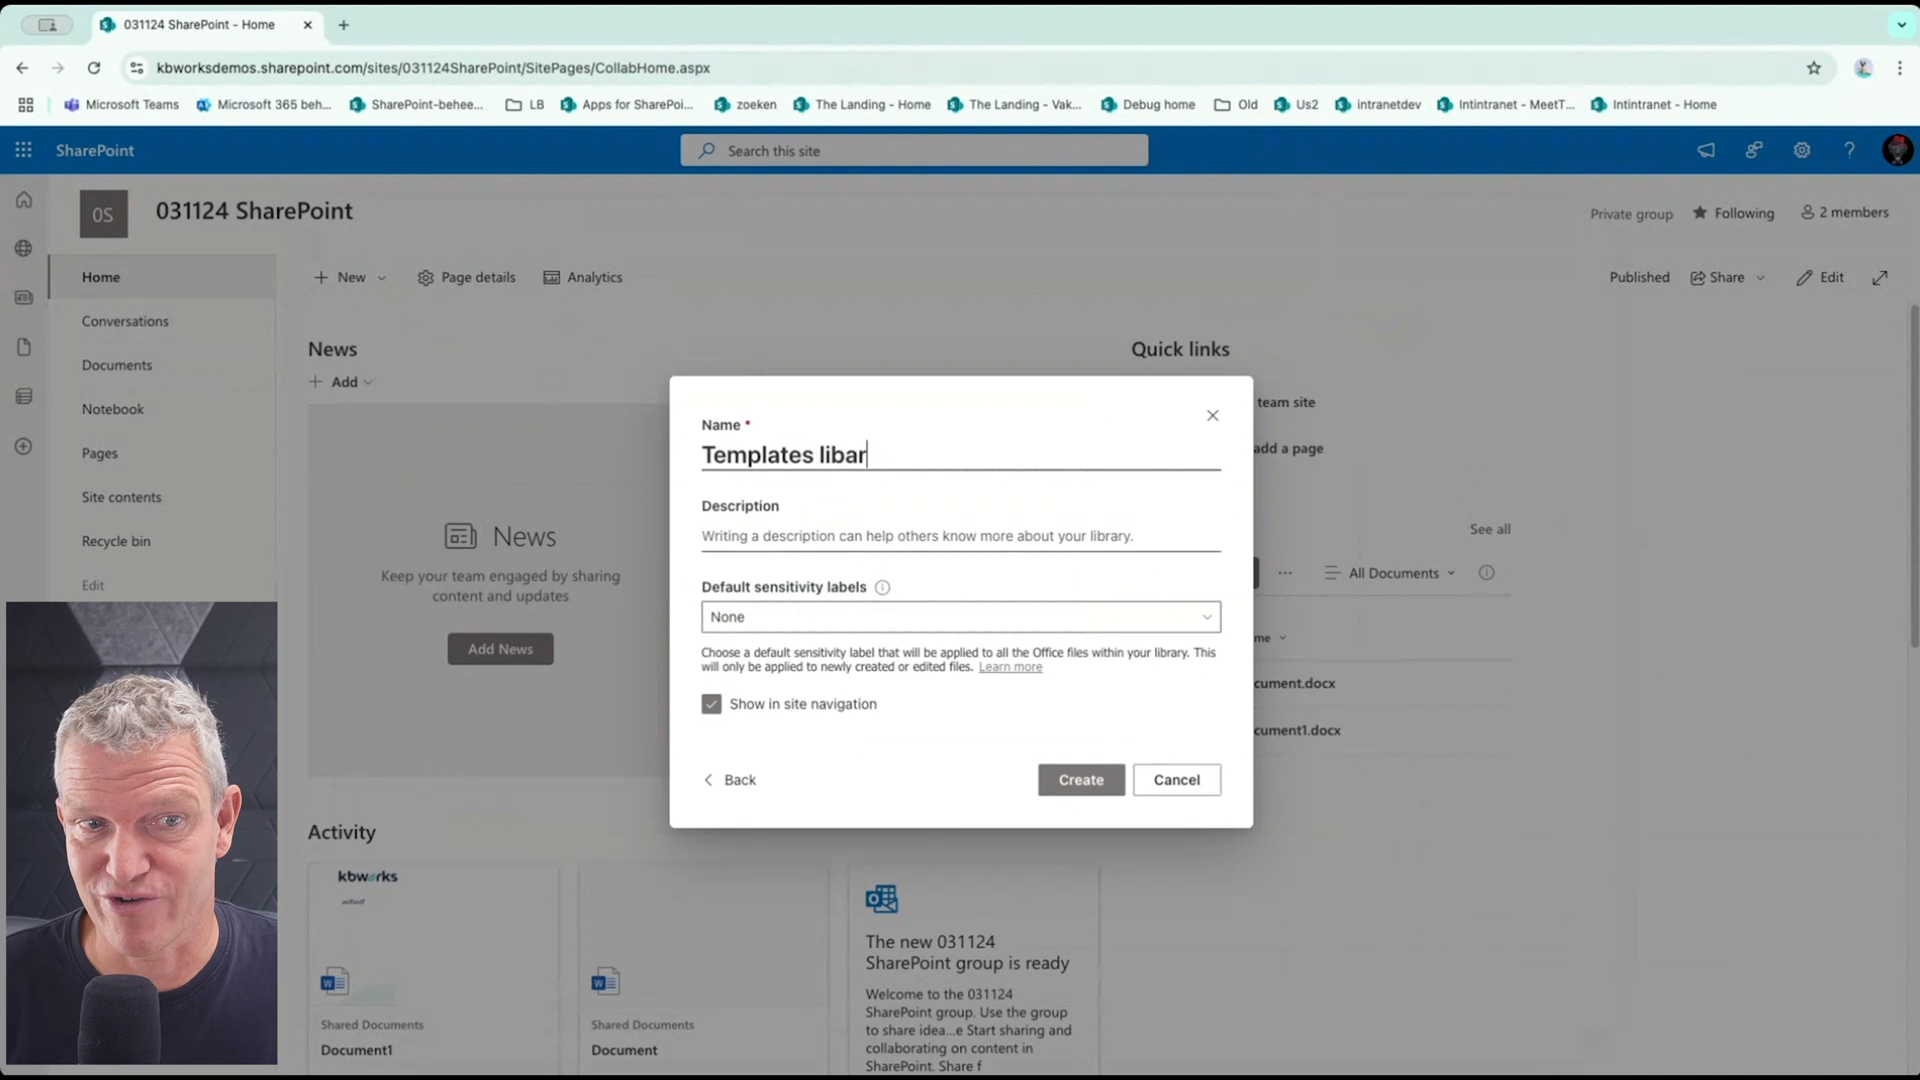 031124 SharePoint - Home
kbworksdemos.sharepoint.com/sites/031124SharePoint/SitePages/CollabHome.aspx
Microsoft Teams
Microsoft 365 beh...
SharePoint-behee...
LB
Apps for SharePoi...
zoeken
The Landing - Home
The Landing - Vak...
Debug home
Old
Us2
intranetdev
Intintranet - MeetT...
Intintranet - Home
SharePoint
Search this site
0S
031124 SharePoint
Private group
Following
2 members
Home
Conversations
Documents
Notebook
Pages
Site contents
Recycle bin
Edit
New
Page details
Analytics
Published
Share
Edit
News
Add
News
Keep your team engaged by sharing
content and updates
Add News
Quick links
team site
add a page
See all
All Documents
me
cument.docx
cument1.docx
Name *
Templates libar
Description
Writing a description can help others know more about your library.
Default sensitivity labels
None
Choose a default sensitivity label that will be applied to all the Office files within your library. This
will only be applied to newly created or edited files. Learn more
Show in site navigation
Back
Create
Cancel
Activity
kbworks
Shared Documents
Document1
Shared Documents
Document
The new 031124
SharePoint group is ready
Welcome to the 031124
SharePoint group. Use the group
to share idea...e Start sharing and
collaborating on content in
SharePoint. Share f